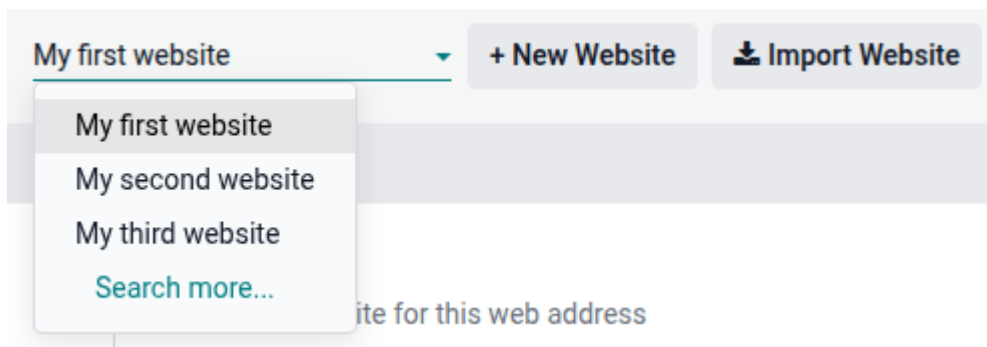 My first website + New Website Import Website
My first website
My second website
My third website
Search more...
ite for this web address